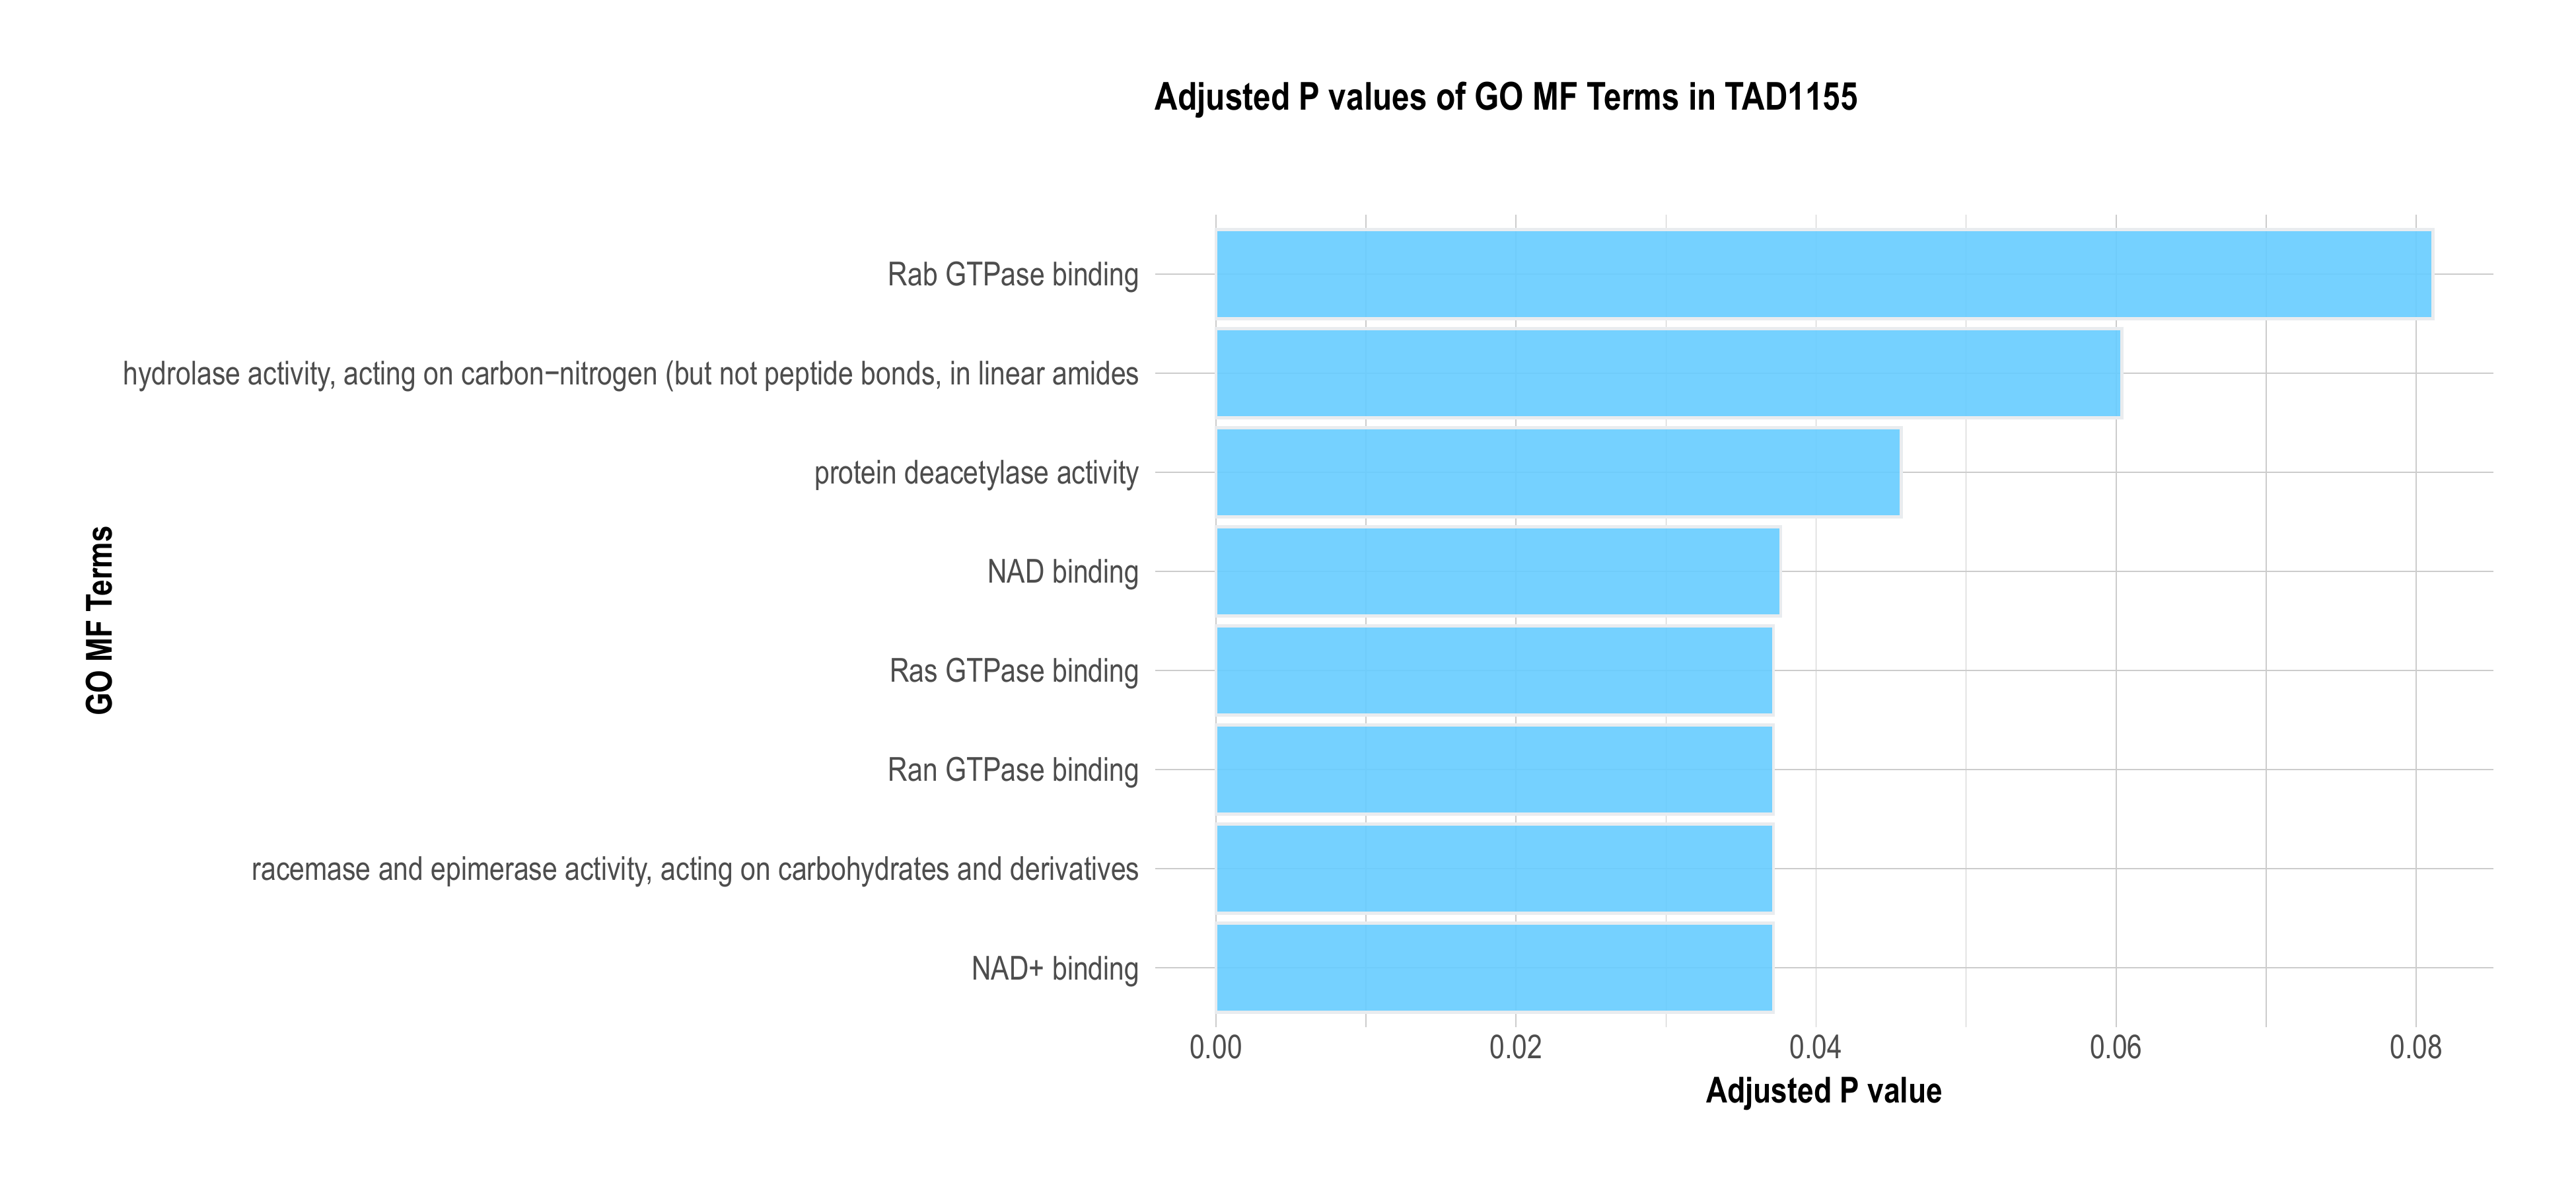 Adjusted P values of GO MF Terms in TAD1155
Rab GTPase binding
hydrolase activity, acting on carbon−nitrogen (but not peptide bonds, in linear amides
protein deacetylase activity
NAD binding
Ras GTPase binding
Ran GTPase binding
racemase and epimerase activity, acting on carbohydrates and derivatives
NAD+ binding
GO MF Terms
0.00 0.02 0.04 0.06 0.08
Adjusted P value